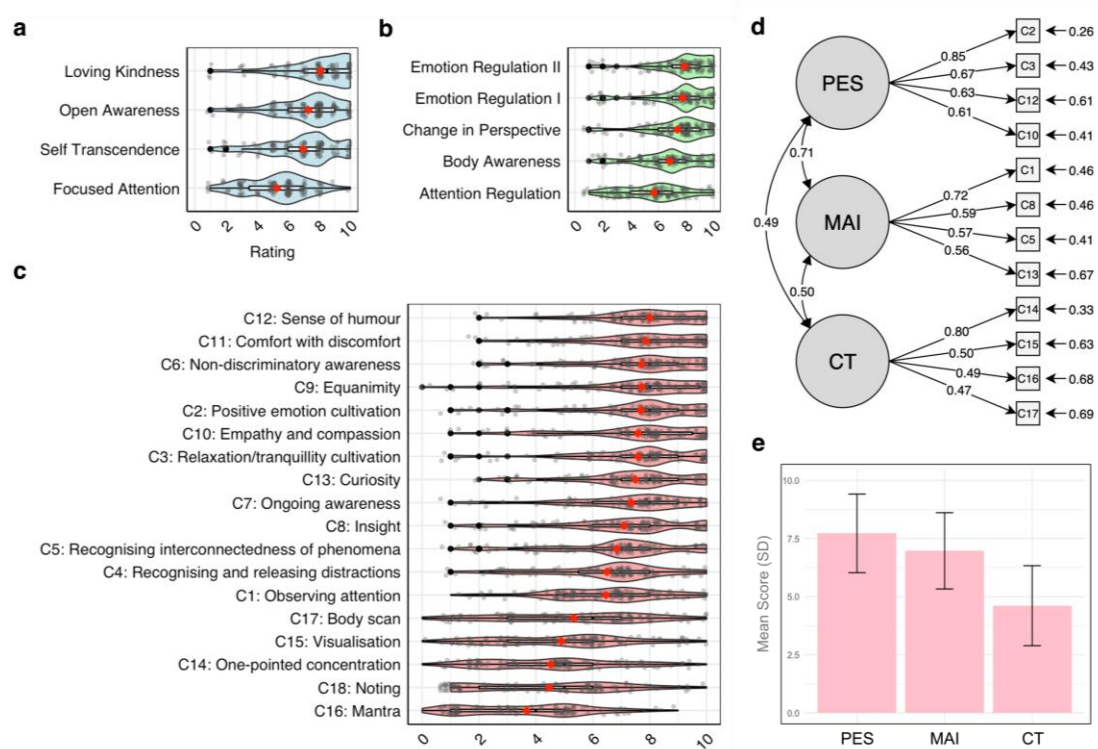 a
Loving Kindness
Open Awareness
Self Transcendence
Focused Attention
0 2 4 6 8 10
Rating
b
Emotion Regulation II
Emotion Regulation I
Change in Perspective
Body Awareness
Attention Regulation
0 2 4 6 8 10
c
C12: Sense of humour
C11: Comfort with discomfort
C6: Non-discriminatory awareness
C9: Equanimity
C2: Positive emotion cultivation
C10: Empathy and compassion
C3: Relaxation/tranquillity cultivation
C13: Curiosity
C7: Ongoing awareness
C8: Insight
C5: Recognising interconnectedness of phenomena
C4: Recognising and releasing distractions
C1: Observing attention
C17: Body scan
C15: Visualisation
C14: One-pointed concentration
C18: Noting
C16: Mantra
0 2 4 6 8 10
d
PES
MAI
CT
0.71
0.49
0.50
0.85
0.67
0.63
0.61
0.72
0.59
0.57
0.56
0.80
0.50
0.49
0.47
C2 0.26
C3 0.43
C12 0.61
C10 0.41
C1 0.46
C8 0.46
C5 0.41
C13 0.67
C14 0.33
C15 0.63
C16 0.68
C17 0.69
e
Mean Score (SD)
10.0
7.5
5.0
2.5
0.0
PES MAI CT